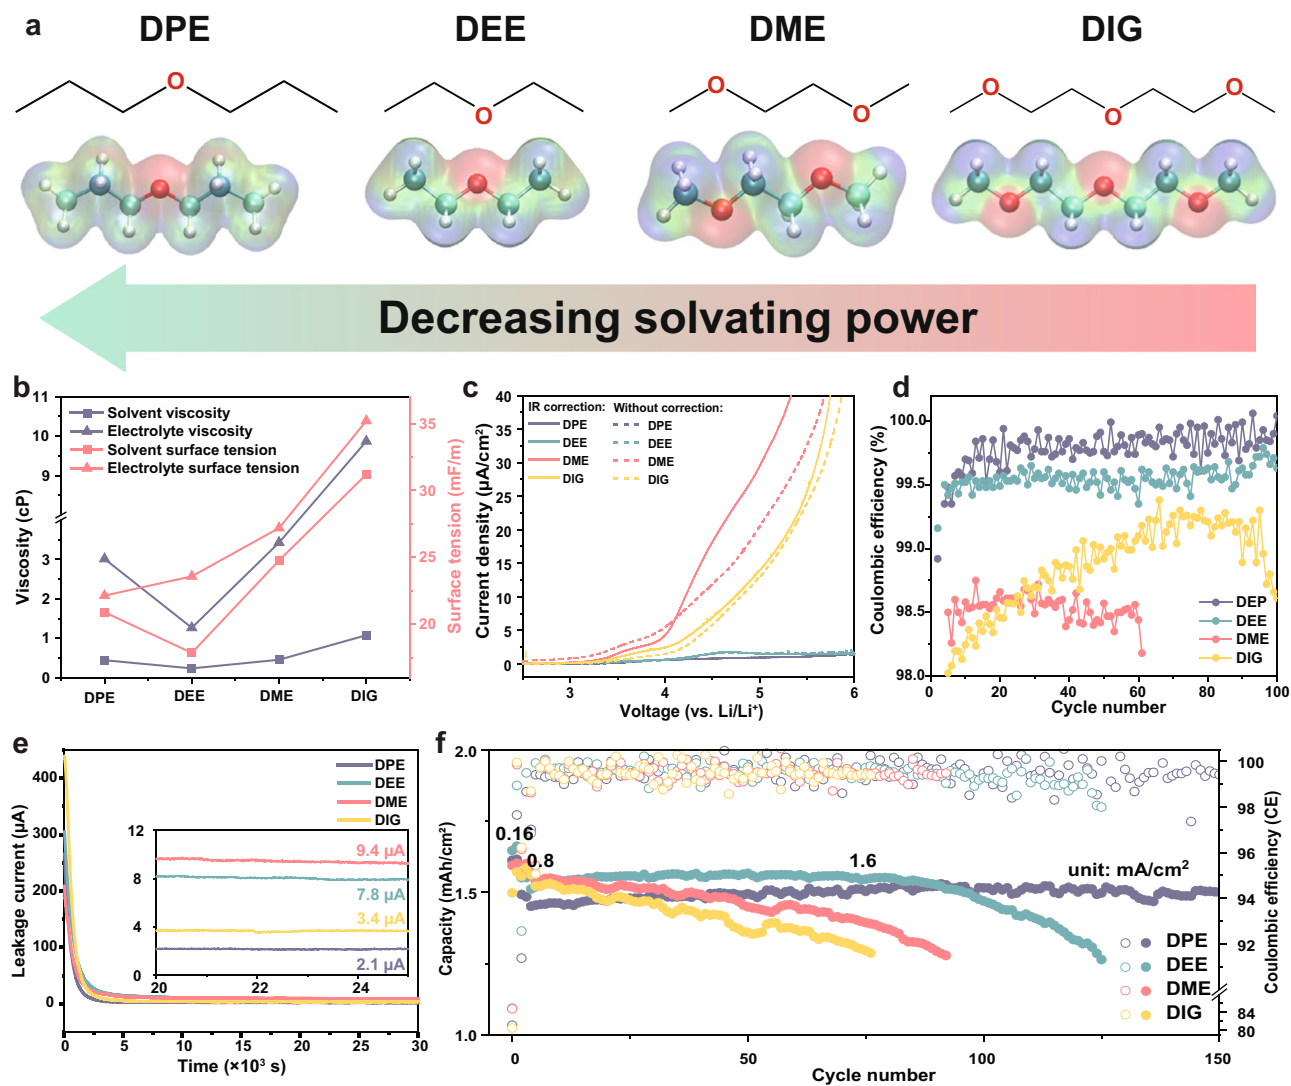 a
DPE DEE DME DIG
O O O O O O O
Decreasing solvating power
b
Solvent viscosity
Electrolyte viscosity
Solvent surface tension
Electrolyte surface tension
Viscosity (cP)
Surface tension (mF/m)
11
10
9
3
2
1
0
35
30
25
20
DPE DEE DME DIG
c
IR correction: Without correction:
DPE DPE
DEE DEE
DME DME
DIG DIG
Current density (μA/cm²)
40
35
30
25
20
15
10
5
0
3 4 5 6
Voltage (vs. Li/Li⁺)
d
Coulombic efficiency (%)
100.0
99.5
99.0
98.5
98.0
DEP
DEE
DME
DIG
0 20 40 60 80 100
Cycle number
e
Leakage current (μA)
400
300
200
100
0
DPE
DEE
DME
DIG
12
8
4
0
9.4 μA
7.8 μA
3.4 μA
2.1 μA
20 22 24
0 5 10 15 20 25 30
Time (×10³ s)
f
Capacity (mAh/cm²)
2.0
1.5
1.0
0.16
0.8
1.6
unit: mA/cm²
DPE
DEE
DME
DIG
100
98
96
94
92
84
80
Coulombic efficiency (CE)
0 50 100 150
Cycle number